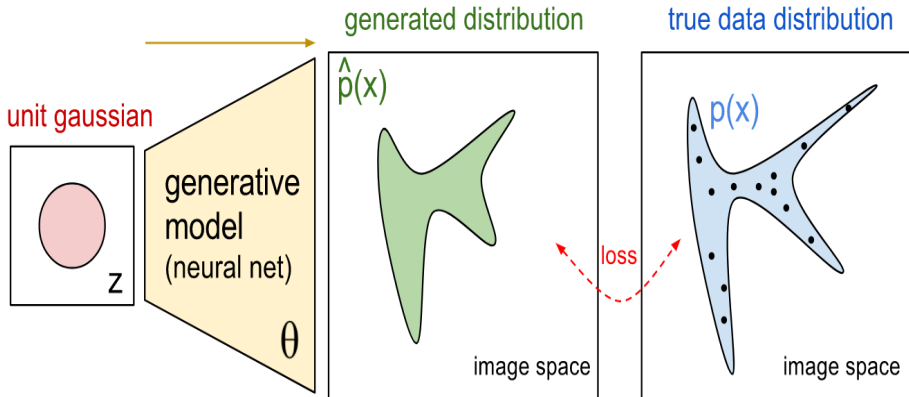 generated distribution
true data distribution
p̂(x)
p(x)
unit gaussian
generative
model
(neural net)
loss
z
θ
image space
image space